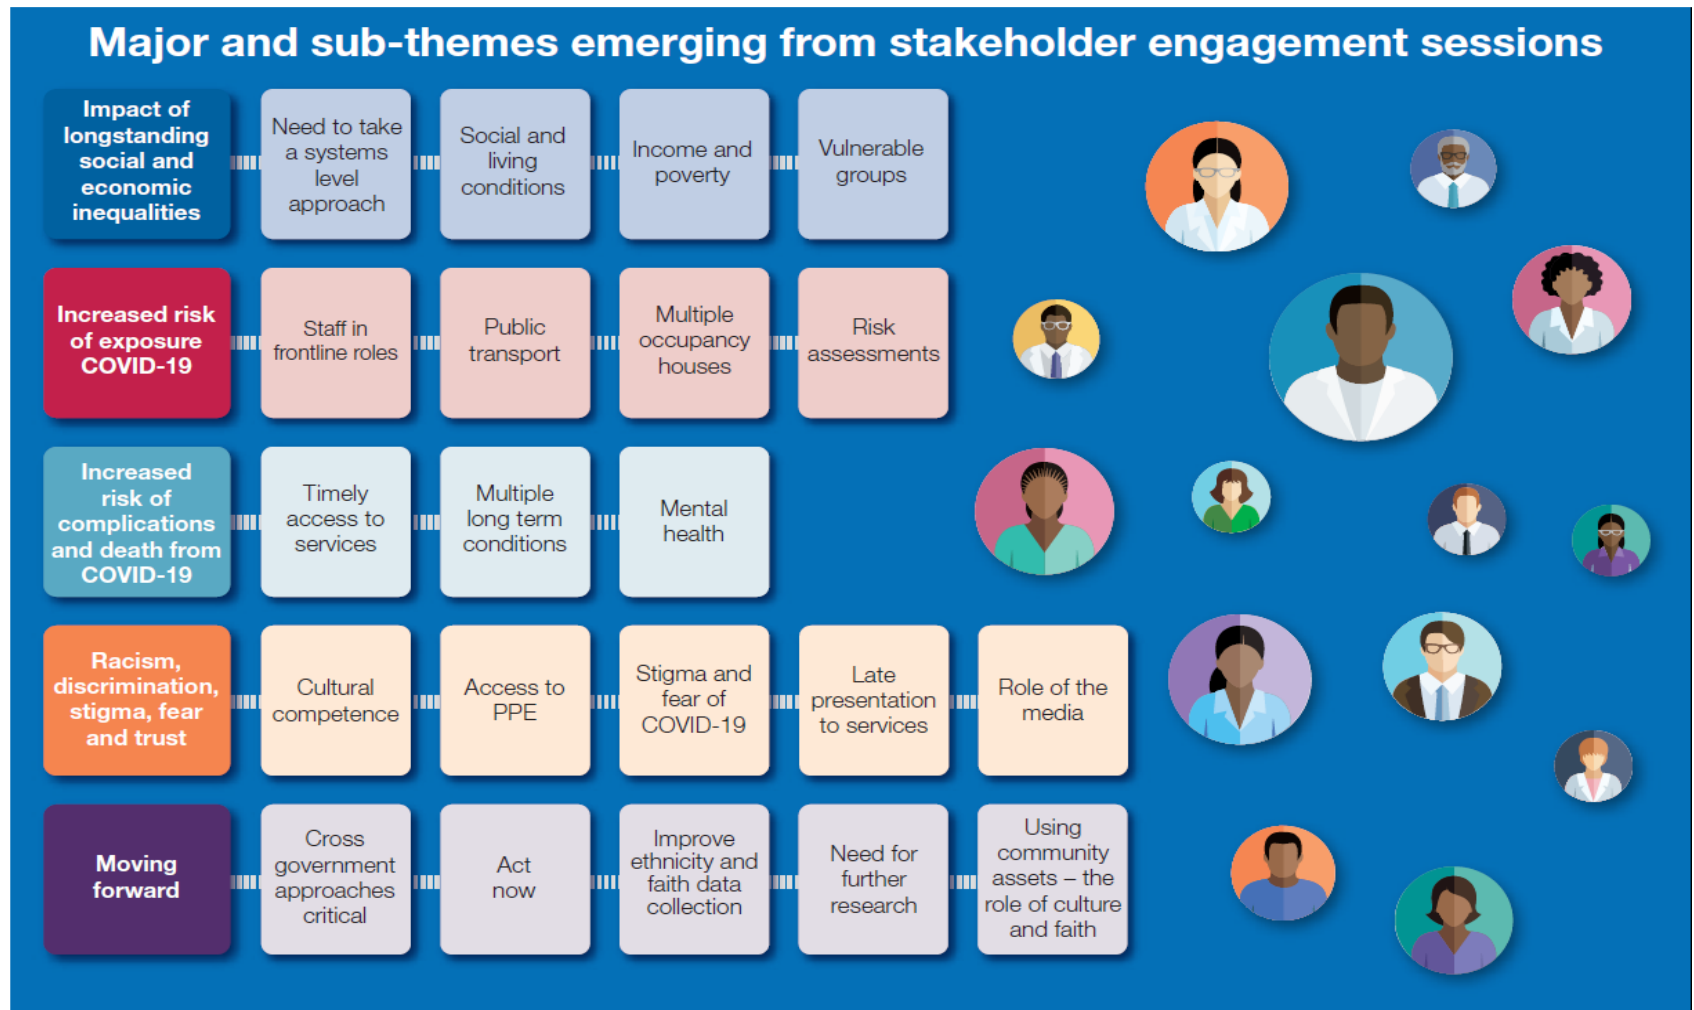 Major and sub-themes emerging from stakeholder engagement sessions
Impact of
longstanding
social and
economic
inequalities
Need to take
a systems
level
approach
Social and
living
conditions
Income and
poverty
Vulnerable
groups
Increased risk
of exposure
COVID-19
Staff in
frontline roles
Public
transport
Multiple
occupancy
houses
Risk
assessments
Increased
risk of
complications
and death from
COVID-19
Timely
access to
services
Multiple
long term
conditions
Mental
health
Racism,
discrimination,
stigma, fear
and trust
Cultural
competence
Access to
PPE
Stigma and
fear of
COVID-19
Late
presentation
to services
Role of the
media
Moving
forward
Cross
government
approaches
critical
Act
now
Improve
ethnicity and
faith data
collection
Need for
further
research
Using
community
assets – the
role of culture
and faith